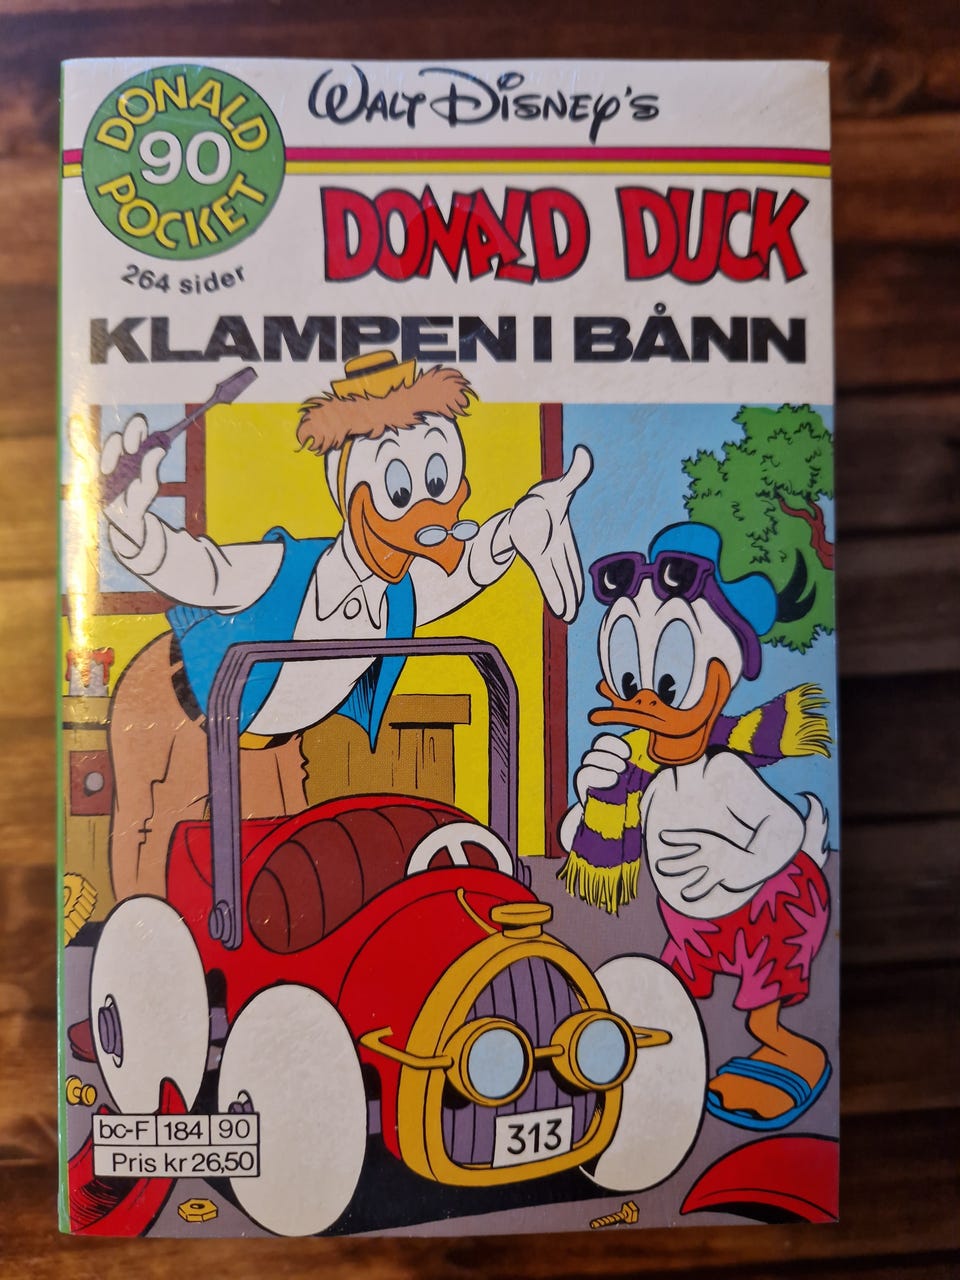 DONALD
90
POCKET
264 sider
WALT DISNEY'S
DONALD DUCK
KLAMPEN I BÅNN
313
bc-F 184 90
Pris kr 26,50